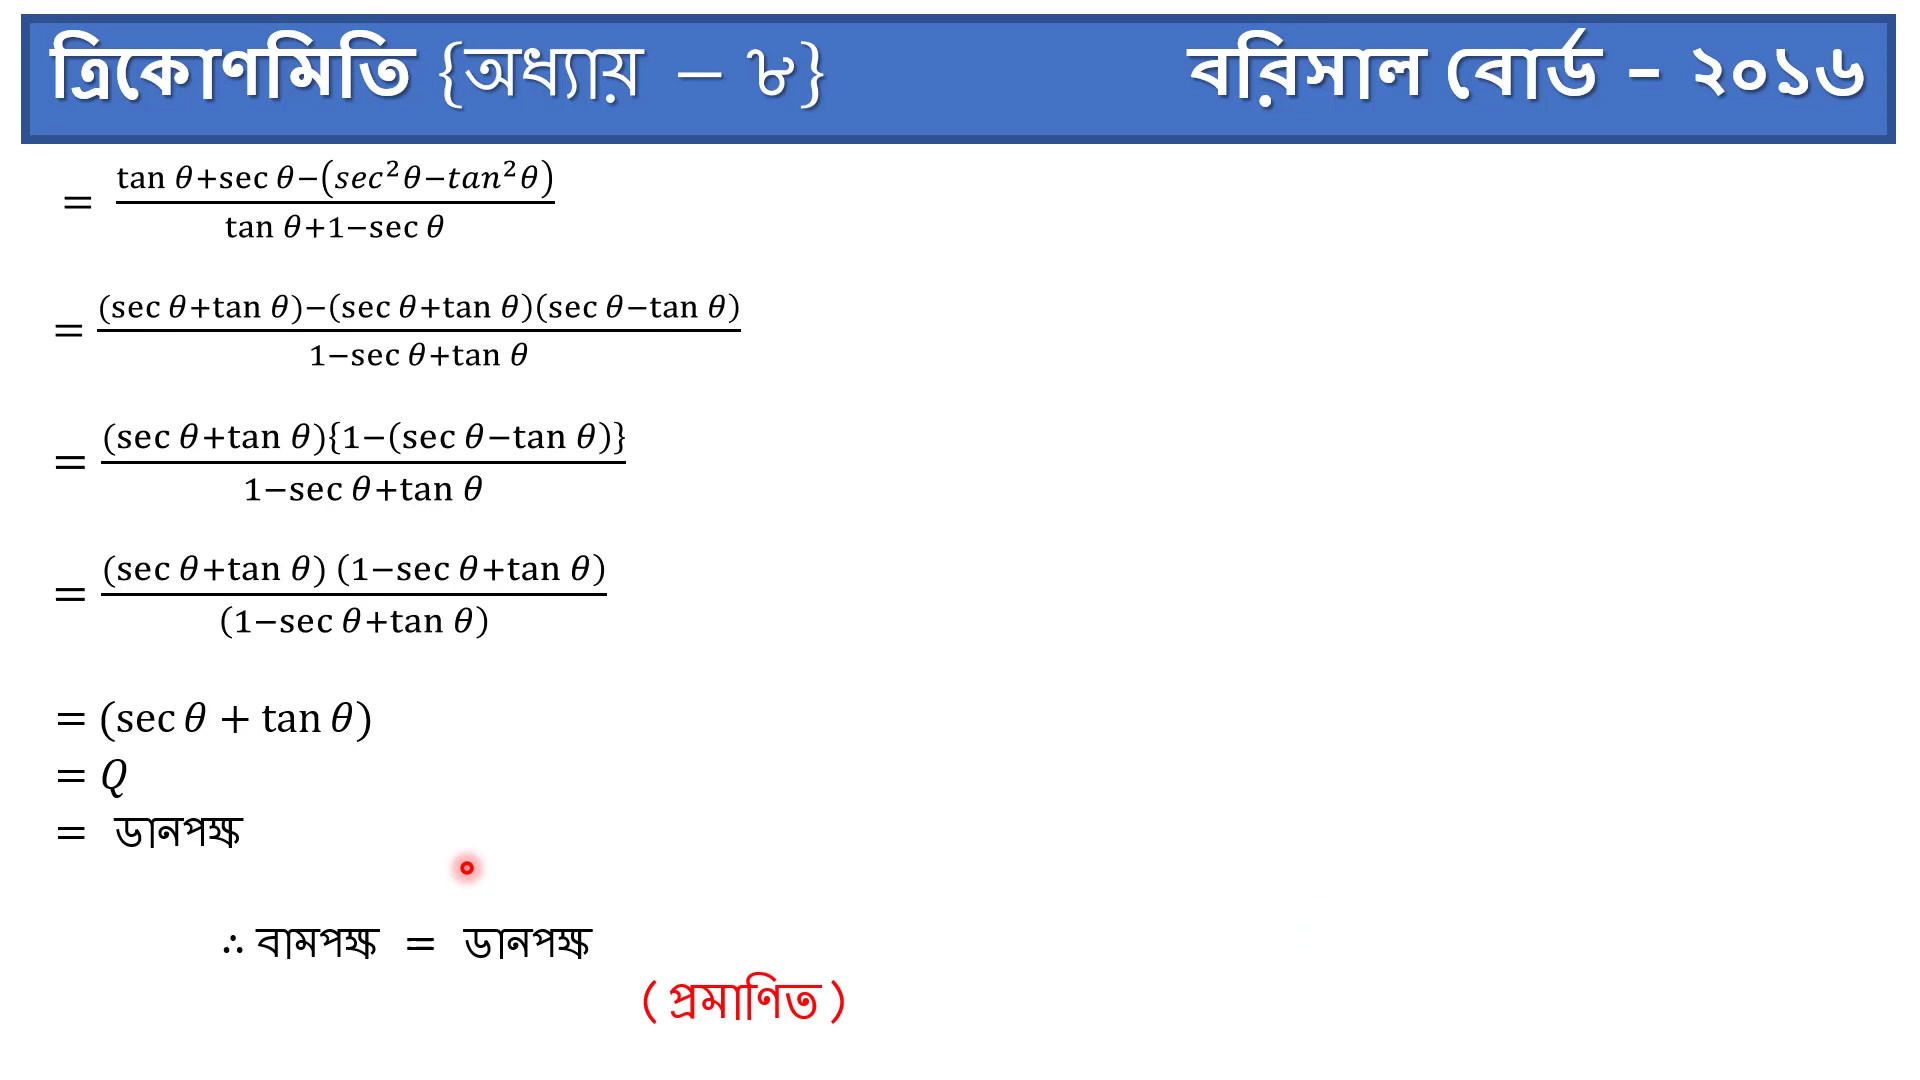 ত্রিকোণমিতি {অধ্যায় – ৮} বরিসাল বোর্ড – ২০১৬
= (tan θ+sec θ−(sec²θ−tan²θ))/(tan θ+1−sec θ)
= ((sec θ+tan θ)−(sec θ+tan θ)(sec θ−tan θ))/(1−sec θ+tan θ)
= ((sec θ+tan θ){1−(sec θ−tan θ)})/(1−sec θ+tan θ)
= ((sec θ+tan θ) (1−sec θ+tan θ))/((1−sec θ+tan θ))
= (sec θ + tan θ)
= Q
= ডানপক্ষ
∴ বামপক্ষ = ডানপক্ষ
(প্রমাণিত)